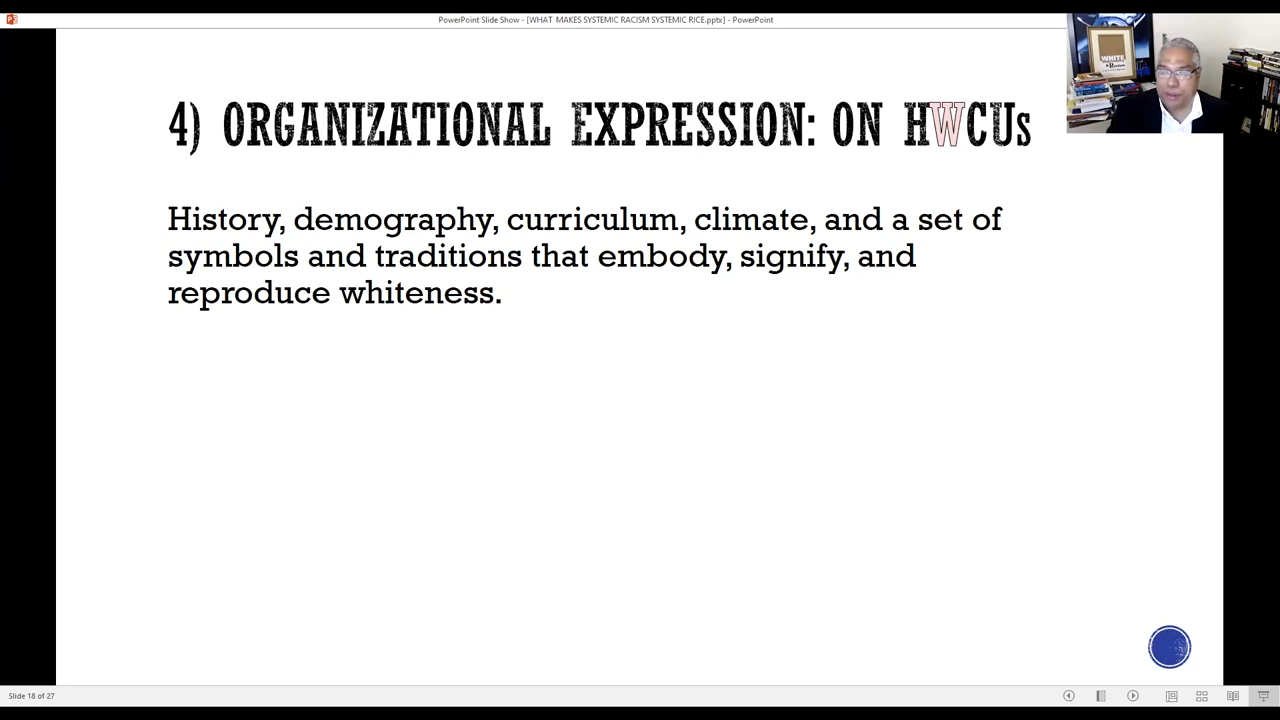 PowerPoint Slide Show - [WHAT MAKES SYSTEMIC RACISM SYSTEMIC RICE.pptx] - PowerPoint
WHITE
4) ORGANIZATIONAL EXPRESSION: ON HWCUs
History, demography, curriculum, climate, and a set of
symbols and traditions that embody, signify, and
reproduce whiteness.
Slide 18 of 27